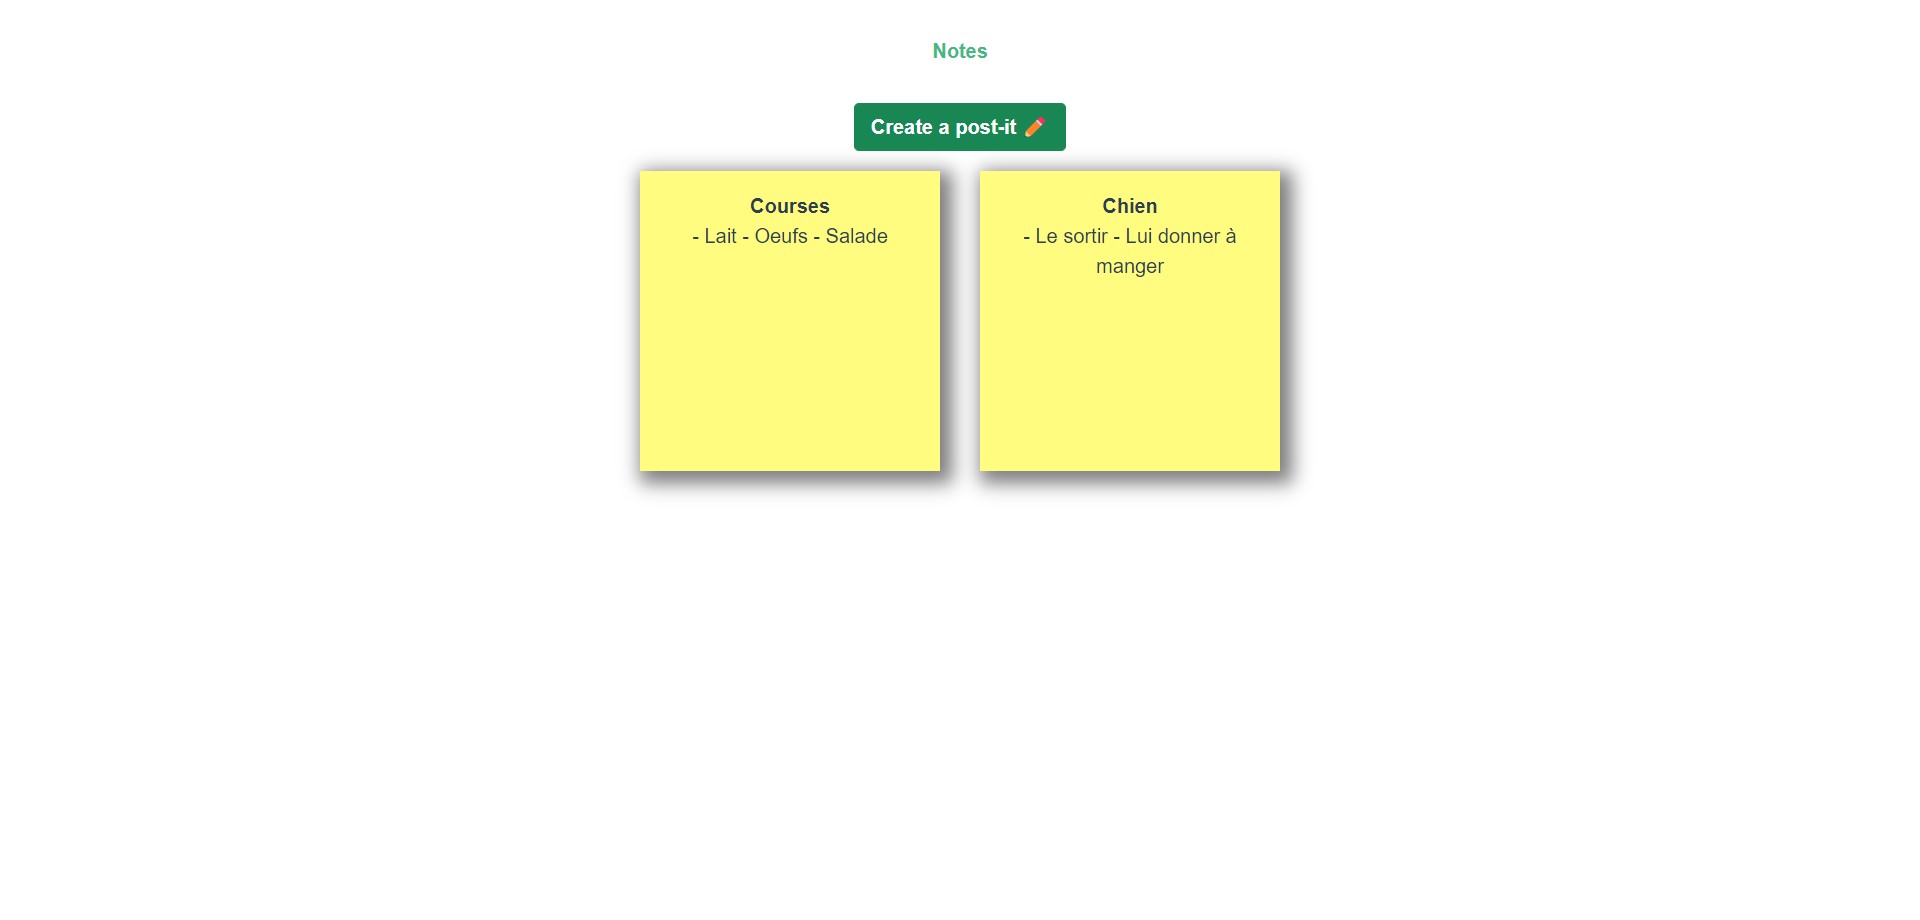 Notes
Create a post-it ✏️
Courses
- Lait - Oeufs - Salade
Chien
- Le sortir - Lui donner à
manger